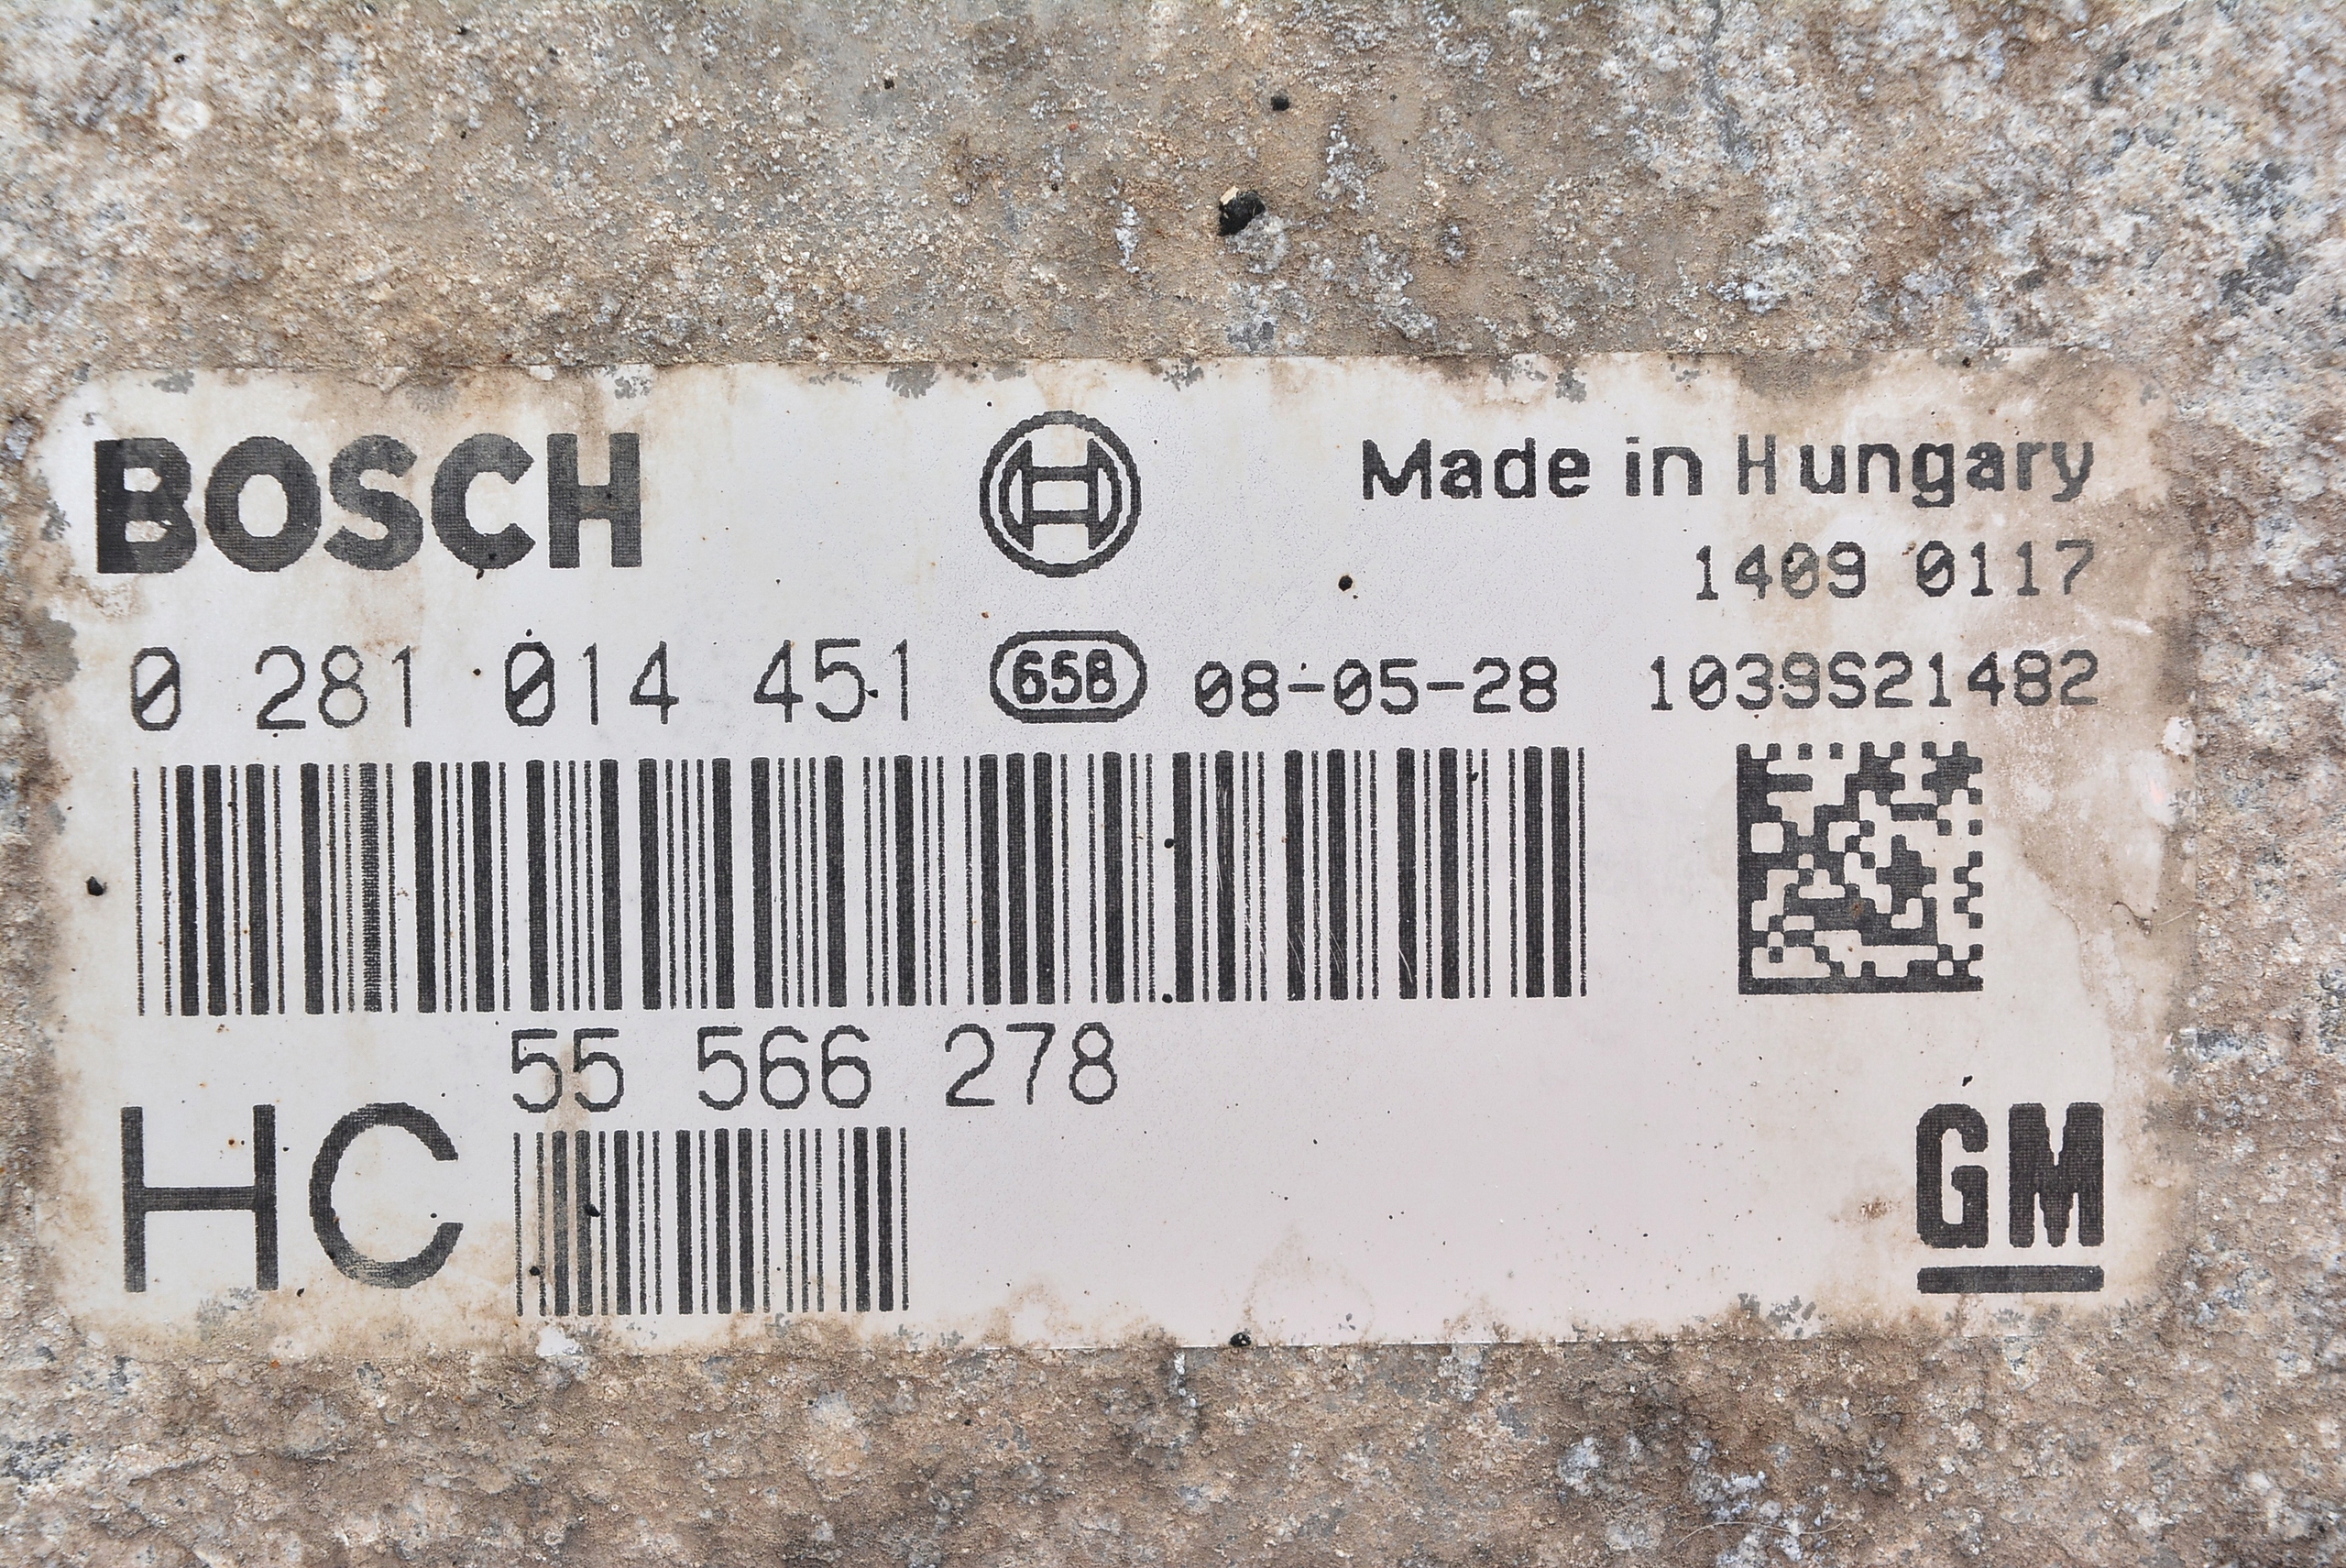 BOSCH Made in Hungary
1409 0117
0 281 014 451 658 08-05-28 1039S21482
55 566 278
HC
GM